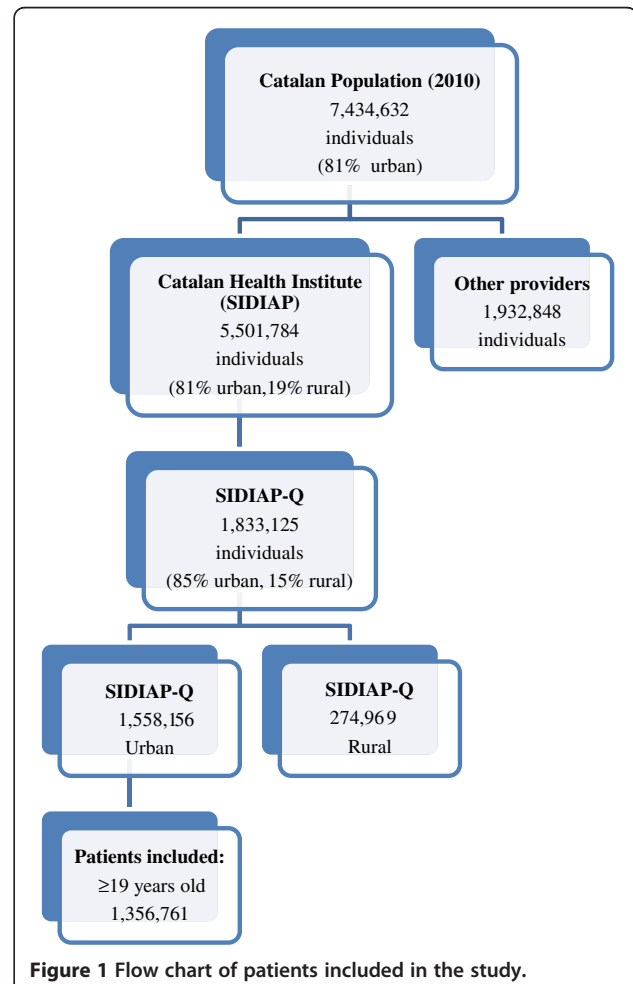 Catalan Population (2010)
7,434,632
individuals
(81% urban)
Catalan Health Institute
(SIDIAP)
5,501,784
individuals
(81% urban,19% rural)
Other providers
1,932,848
individuals
SIDIAP-Q
1,833,125
individuals
(85% urban, 15% rural)
SIDIAP-Q
1,558,156
Urban
SIDIAP-Q
274,969
Rural
Patients included:
≥19 years old
1,356,761
Figure 1 Flow chart of patients included in the study.